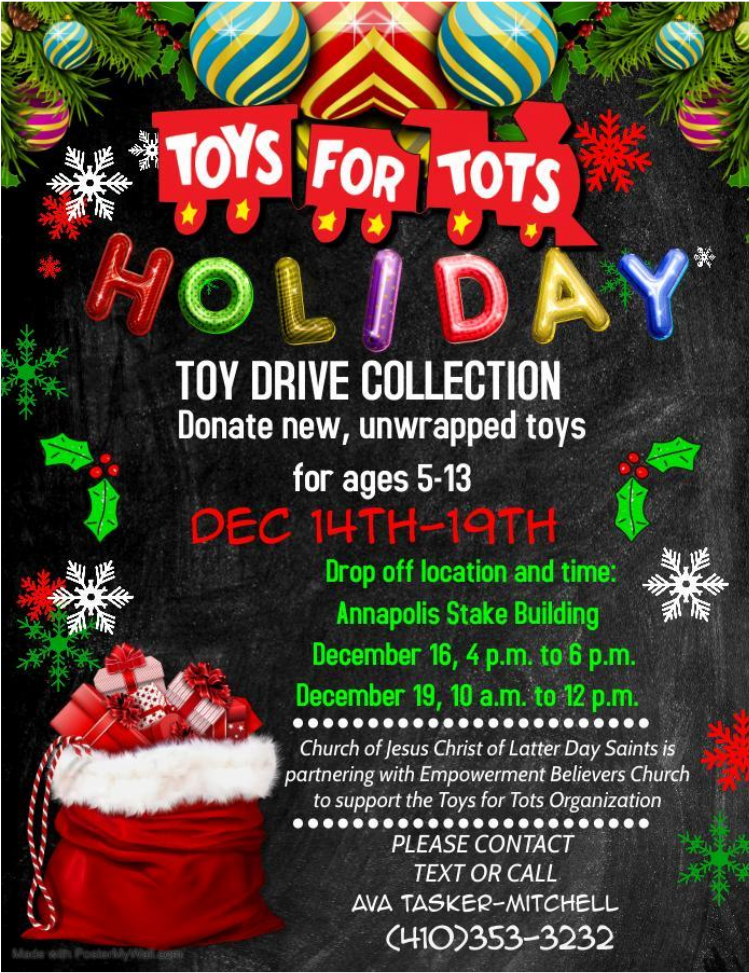 TOYS FOR TOTS
HOLIDAY
TOY DRIVE COLLECTION
Donate new, unwrapped toys
for ages 5-13
DEC 14TH-19TH
Drop off location and time:
Annapolis Stake Building
December 16, 4 p.m. to 6 p.m.
December 19, 10 a.m. to 12 p.m.
Church of Jesus Christ of Latter Day Saints is
partnering with Empowerment Believers Church
to support the Toys for Tots Organization
PLEASE CONTACT
TEXT OR CALL
AVA TASKER-MITCHELL
(410)353-3232
Made with PosterMyWall.com